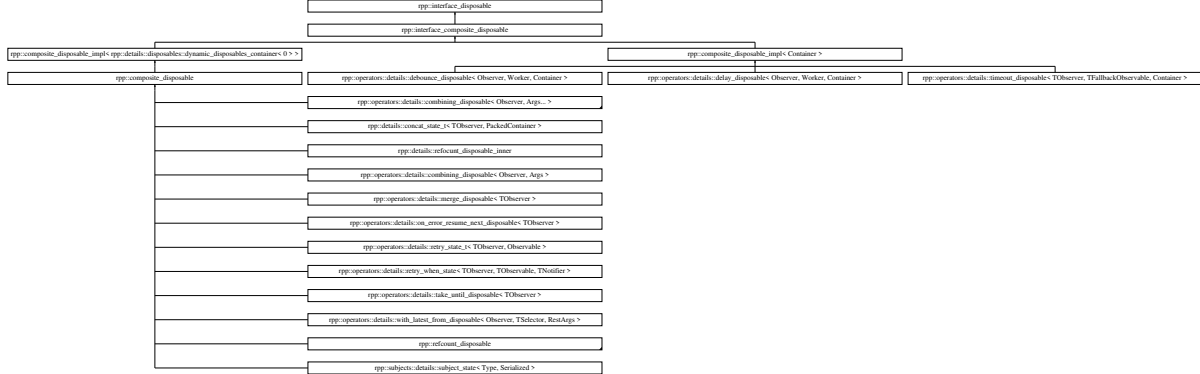 rpp::interface_disposable
rpp::interface_composite_disposable
rpp::composite_disposable_impl< rpp::details::disposables::dynamic_disposables_container< 0 > >
rpp::composite_disposable_impl< Container >
rpp::composite_disposable
rpp::operators::details::debounce_disposable< Observer, Worker, Container >
rpp::operators::details::delay_disposable< Observer, Worker, Container >
rpp::operators::details::timeout_disposable< TObserver, TFallbackObservable, Container >
rpp::operators::details::combining_disposable< Observer, Args... >
rpp::details::concat_state_t< TObserver, PackedContainer >
rpp::details::refocunt_disposable_inner
rpp::operators::details::combining_disposable< Observer, Args >
rpp::operators::details::merge_disposable< TObserver >
rpp::operators::details::on_error_resume_next_disposable< TObserver >
rpp::operators::details::retry_state_t< TObserver, Observable >
rpp::operators::details::retry_when_state< TObserver, TObservable, TNotifier >
rpp::operators::details::take_until_disposable< TObserver >
rpp::operators::details::with_latest_from_disposable< Observer, TSelector, RestArgs >
rpp::refcount_disposable
rpp::subjects::details::subject_state< Type, Serialized >